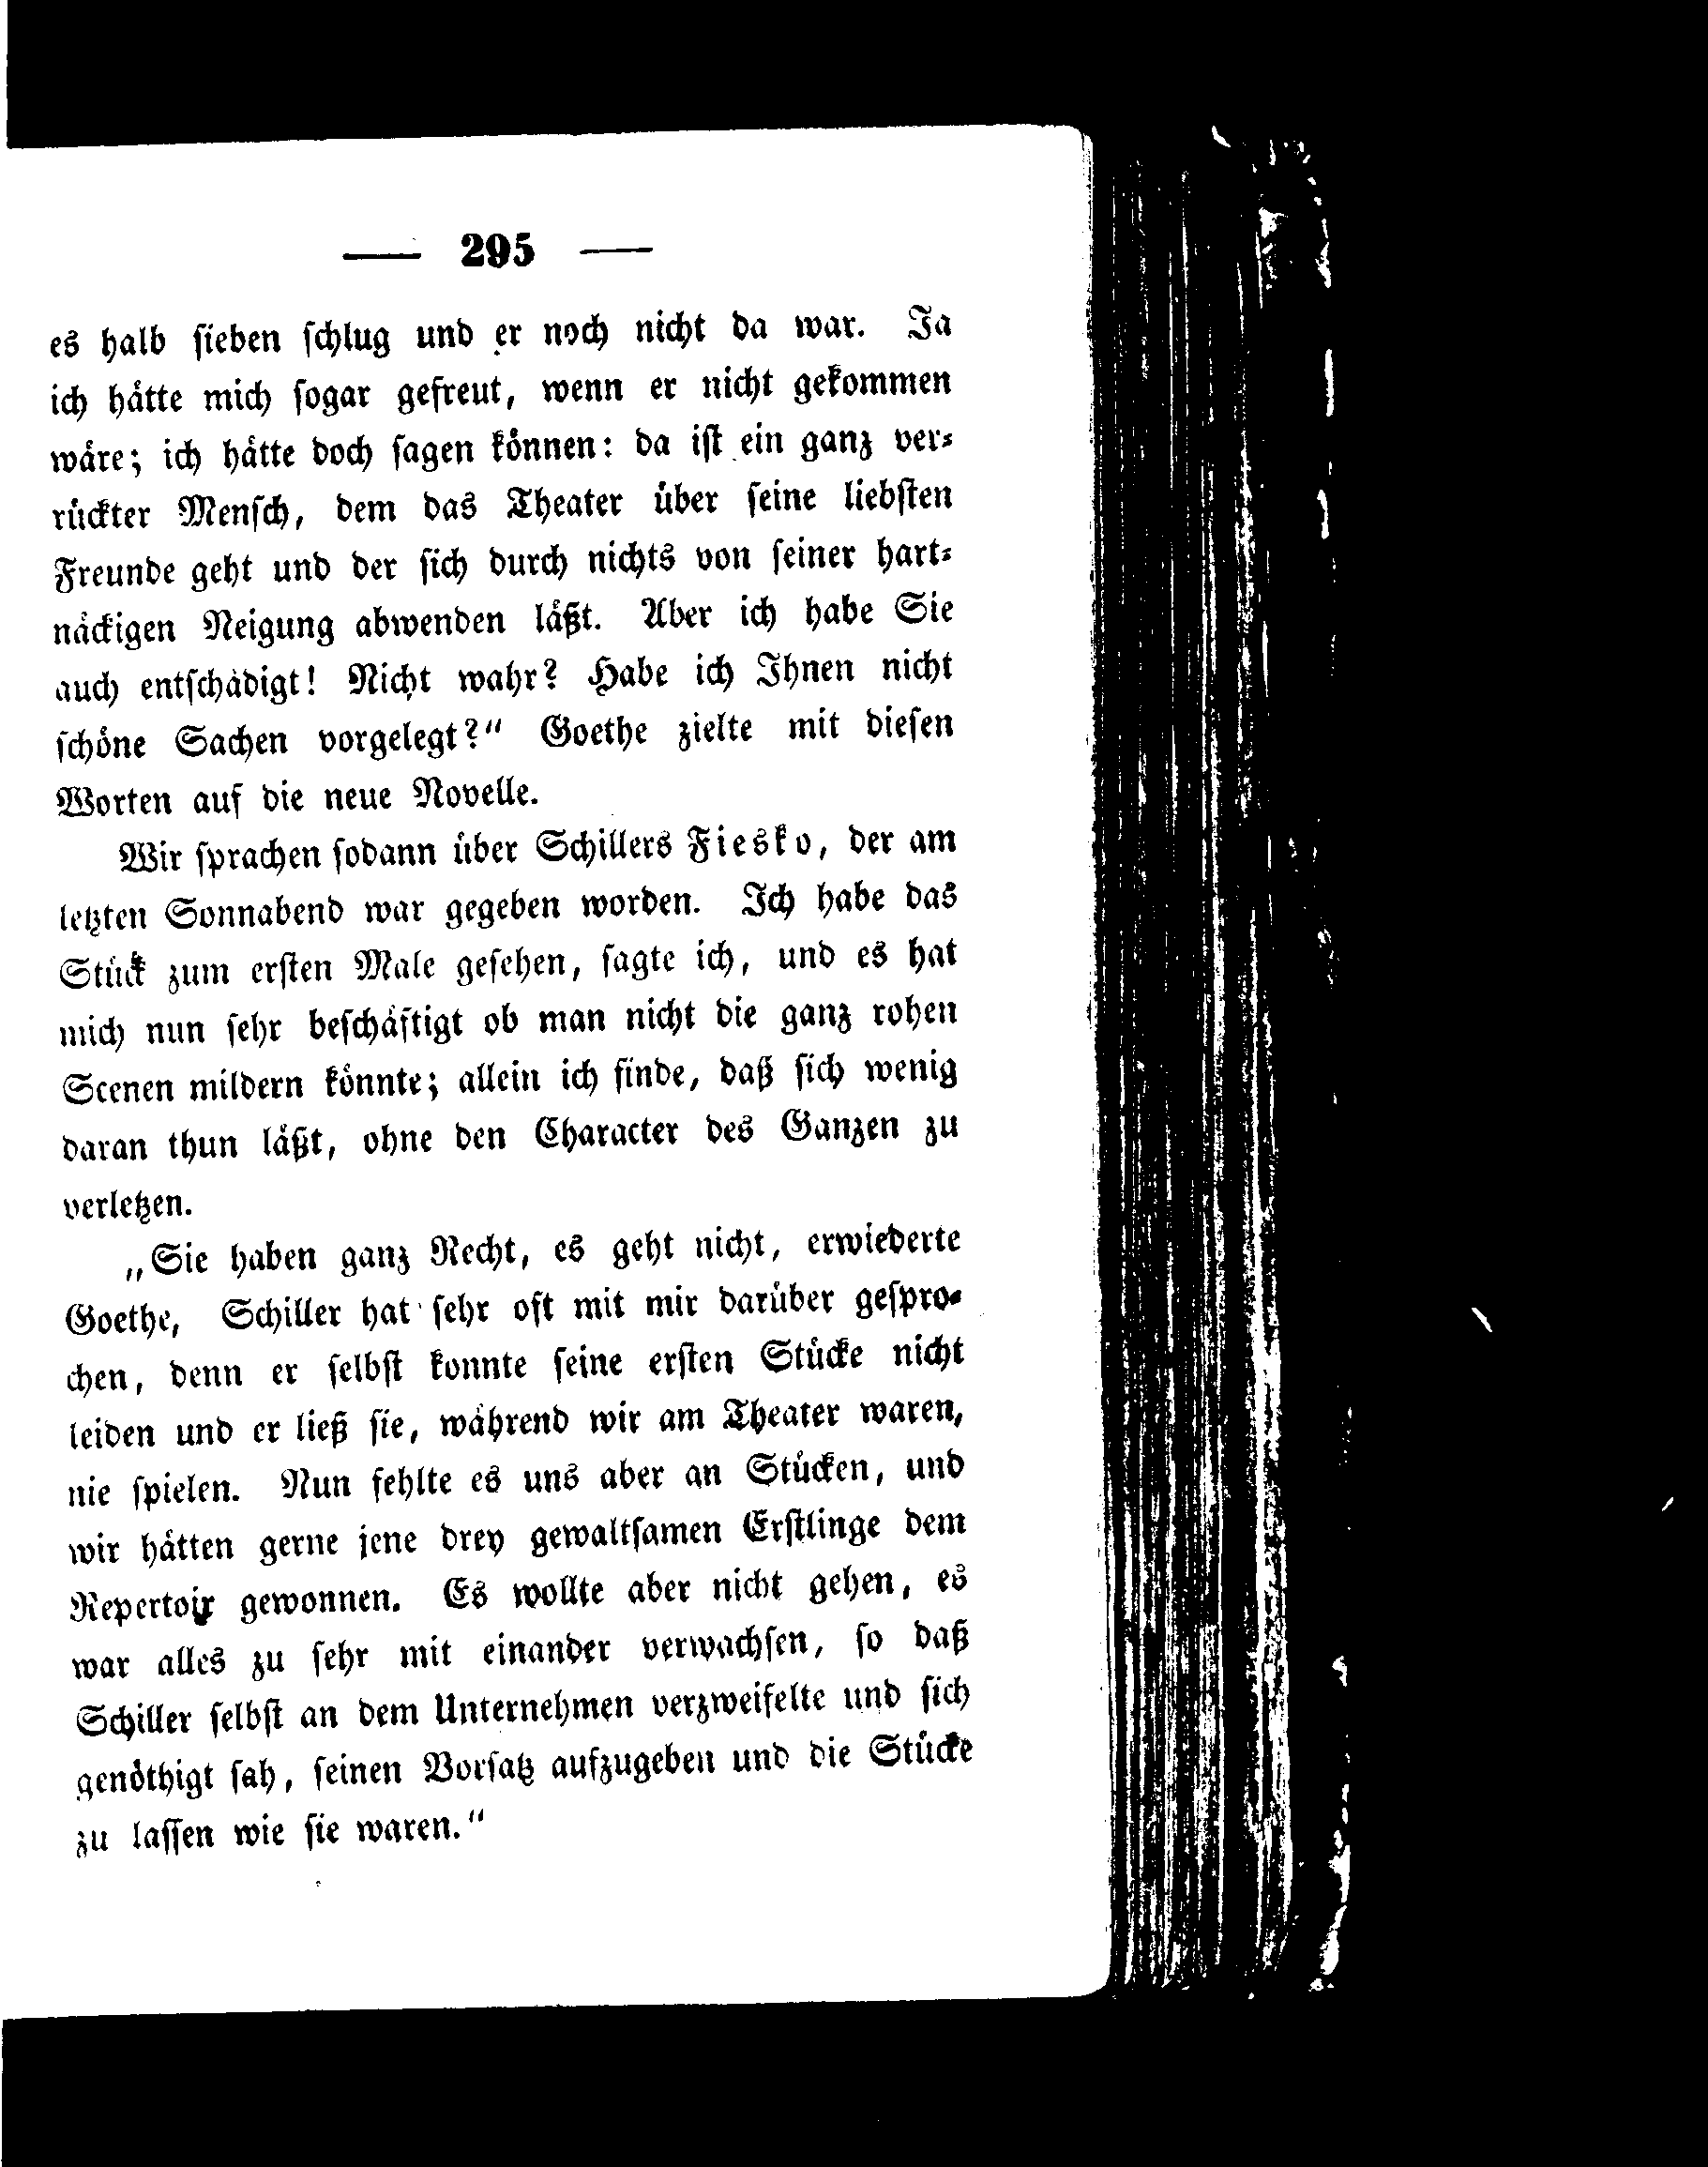 — 295 —
es halb ſieben ſchlug und er noch nicht da war. Ja
ich hätte mich ſogar gefreut, wenn er nicht gekommen
wäre; ich hätte doch ſagen können: da iſt ein ganz ver-
rückter Menſch, dem das Theater über ſeine liebſten
Freunde geht und der ſich durch nichts von ſeiner hart-
näckigen Neigung abwenden läßt. Aber ich habe Sie
auch entſchädigt! Nicht wahr? Habe ich Ihnen nicht
ſchöne Sachen vorgelegt?“ Goethe zielte mit dieſen
Worten auf die neue Novelle.
Wir ſprachen ſodann über Schillers Fiesko, der am
letzten Sonnabend war gegeben worden. Ich habe das
Stück zum erſten Male geſehen, ſagte ich, und es hat
mich nun ſehr beſchäftigt ob man nicht die ganz rohen
Scenen mildern könnte; allein ich finde, daß ſich wenig
daran thun läßt, ohne den Character des Ganzen zu
verletzen.
„Sie haben ganz Recht, es geht nicht, erwiederte
Goethe, Schiller hat ſehr oft mit mir darüber geſpro-
chen, denn er ſelbſt konnte ſeine erſten Stücke nicht
leiden und er ließ ſie, während wir am Theater waren,
nie ſpielen. Nun fehlte es uns aber an Stücken, und
wir hätten gerne jene drey gewaltſamen Erſtlinge dem
Repertoir gewonnen. Es wollte aber nicht gehen, es
war alles zu ſehr mit einander verwachſen, ſo daß
Schiller ſelbſt an dem Unternehmen verzweifelte und ſich
genöthigt ſah, ſeinen Vorſatz aufzugeben und die Stücke
zu laſſen wie ſie waren.“